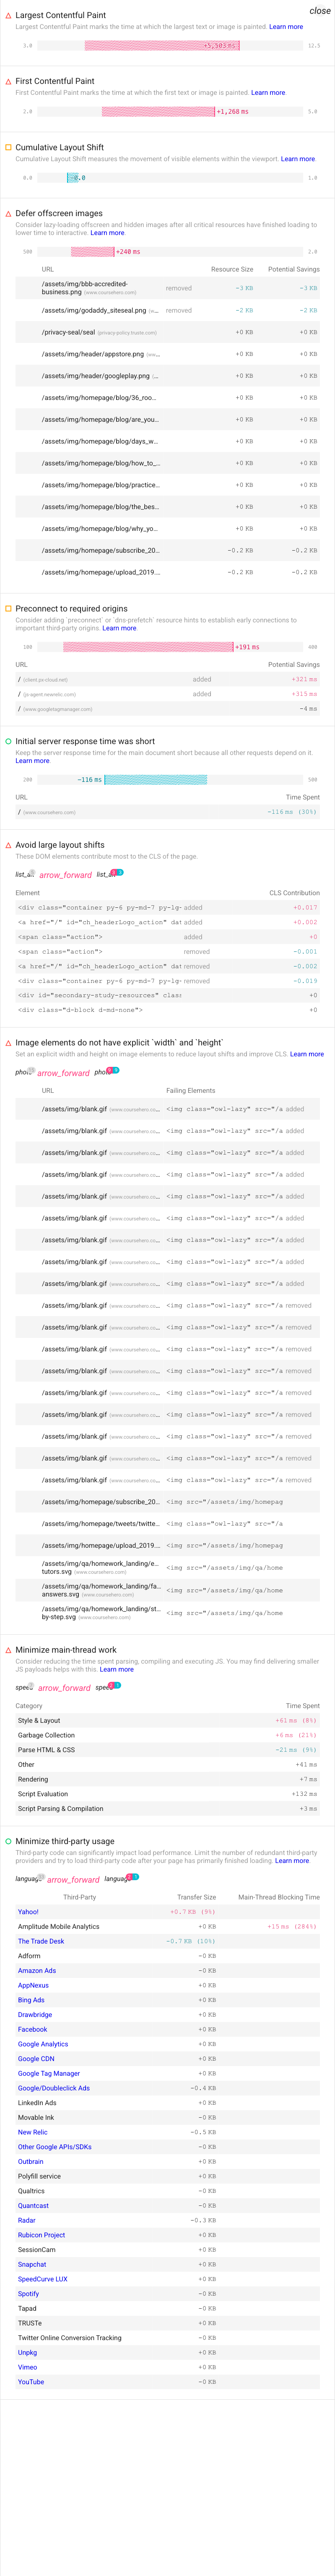 close
Largest Contentful Paint
Largest Contentful Paint marks the time at which the largest text or image is painted. Learn more.
3.0 +5,503 ms 12.5
First Contentful Paint
First Contentful Paint marks the time at which the first text or image is painted. Learn more.
2.0 +1,268 ms 5.0
Cumulative Layout Shift
Cumulative Layout Shift measures the movement of visible elements within the viewport. Learn more.
0.0 -0.0 1.0
Defer offscreen images
Consider lazy-loading offscreen and hidden images after all critical resources have finished loading to
lower time to interactive. Learn more.
500 +240 ms 2.0
URL Resource Size Potential Savings
/assets/img/bbb-accredited-
business.png (www.coursehero.com) removed -3 KB -3 KB
/assets/img/godaddy_siteseal.png (w... removed -2 KB -2 KB
/privacy-seal/seal (privacy-policy.truste.com) +0 KB +0 KB
/assets/img/header/appstore.png (ww... +0 KB +0 KB
/assets/img/header/googleplay.png (... +0 KB +0 KB
/assets/img/homepage/blog/36_roo... +0 KB +0 KB
/assets/img/homepage/blog/are_you... +0 KB +0 KB
/assets/img/homepage/blog/days_w... +0 KB +0 KB
/assets/img/homepage/blog/how_to_... +0 KB +0 KB
/assets/img/homepage/blog/practice... +0 KB +0 KB
/assets/img/homepage/blog/the_bes... +0 KB +0 KB
/assets/img/homepage/blog/why_yo... +0 KB +0 KB
/assets/img/homepage/subscribe_20... -0.2 KB -0.2 KB
/assets/img/homepage/upload_2019.... -0.2 KB -0.2 KB
Preconnect to required origins
Consider adding `preconnect` or `dns-prefetch` resource hints to establish early connections to
important third-party origins. Learn more.
100 +191 ms 400
URL Potential Savings
/ (client.px-cloud.net) added +321 ms
/ (js-agent.newrelic.com) added +315 ms
/ (www.googletagmanager.com) -4 ms
Initial server response time was short
Keep the server response time for the main document short because all other requests depend on it.
Learn more.
200 -116 ms 500
URL Time Spent
/ (www.coursehero.com) -116 ms (30%)
Avoid large layout shifts
These DOM elements contribute most to the CLS of the page.
arrow_forward
Element CLS Contribution
<div class="container py-6 py-md-7 py-lg- added +0.017
<a href="/" id="ch_headerLogo_action" dat added +0.002
<span class="action"> added +0
<span class="action"> removed -0.001
<a href="/" id="ch_headerLogo_action" dat removed -0.002
<div class="container py-6 py-md-7 py-lg- removed -0.019
<div id="secondary-study-resources" class +0
<div class="d-block d-md-none"> +0
Image elements do not have explicit `width` and `height`
Set an explicit width and height on image elements to reduce layout shifts and improve CLS. Learn more
arrow_forward
URL Failing Elements
/assets/img/blank.gif (www.coursehero.co... <img class="owl-lazy" src="/a added
/assets/img/blank.gif (www.coursehero.co... <img class="owl-lazy" src="/a added
/assets/img/blank.gif (www.coursehero.co... <img class="owl-lazy" src="/a added
/assets/img/blank.gif (www.coursehero.co... <img class="owl-lazy" src="/a added
/assets/img/blank.gif (www.coursehero.co... <img class="owl-lazy" src="/a added
/assets/img/blank.gif (www.coursehero.co... <img class="owl-lazy" src="/a added
/assets/img/blank.gif (www.coursehero.co... <img class="owl-lazy" src="/a added
/assets/img/blank.gif (www.coursehero.co... <img class="owl-lazy" src="/a added
/assets/img/blank.gif (www.coursehero.co... <img class="owl-lazy" src="/a added
/assets/img/blank.gif (www.coursehero.co... <img class="owl-lazy" src="/a removed
/assets/img/blank.gif (www.coursehero.co... <img class="owl-lazy" src="/a removed
/assets/img/blank.gif (www.coursehero.co... <img class="owl-lazy" src="/a removed
/assets/img/blank.gif (www.coursehero.co... <img class="owl-lazy" src="/a removed
/assets/img/blank.gif (www.coursehero.co... <img class="owl-lazy" src="/a removed
/assets/img/blank.gif (www.coursehero.co... <img class="owl-lazy" src="/a removed
/assets/img/blank.gif (www.coursehero.co... <img class="owl-lazy" src="/a removed
/assets/img/blank.gif (www.coursehero.co... <img class="owl-lazy" src="/a removed
/assets/img/blank.gif (www.coursehero.co... <img class="owl-lazy" src="/a removed
/assets/img/homepage/subscribe_20... <img src="/assets/img/homepag
/assets/img/homepage/tweets/twitte... <img class="owl-lazy" src="/a
/assets/img/homepage/upload_2019.... <img src="/assets/img/homepag
/assets/img/qa/homework_landing/e...
tutors.svg (www.coursehero.com) <img src="/assets/img/qa/home
/assets/img/qa/homework_landing/fa...
answers.svg (www.coursehero.com) <img src="/assets/img/qa/home
/assets/img/qa/homework_landing/st...
by-step.svg (www.coursehero.com) <img src="/assets/img/qa/home
Minimize main-thread work
Consider reducing the time spent parsing, compiling and executing JS. You may find delivering smaller
JS payloads helps with this. Learn more
arrow_forward
Category Time Spent
Style & Layout +61 ms (8%)
Garbage Collection +6 ms (21%)
Parse HTML & CSS -21 ms (9%)
Other +41 ms
Rendering +7 ms
Script Evaluation +132 ms
Script Parsing & Compilation +3 ms
Minimize third-party usage
Third-party code can significantly impact load performance. Limit the number of redundant third-party
providers and try to load third-party code after your page has primarily finished loading. Learn more.
language arrow_forward language
Third-Party Transfer Size Main-Thread Blocking Time
Yahoo! +0.7 KB (9%)
Amplitude Mobile Analytics +0 KB +15 ms (284%)
The Trade Desk -0.7 KB (10%)
Adform -0 KB
Amazon Ads -0 KB
AppNexus +0 KB
Bing Ads +0 KB
Drawbridge +0 KB
Facebook +0 KB
Google Analytics +0 KB
Google CDN +0 KB
Google Tag Manager +0 KB
Google/Doubleclick Ads -0.4 KB
LinkedIn Ads +0 KB
Movable Ink -0 KB
New Relic -0.5 KB
Other Google APIs/SDKs -0 KB
Outbrain +0 KB
Polyfill service +0 KB
Qualtrics -0 KB
Quantcast -0 KB
Radar -0.3 KB
Rubicon Project +0 KB
SessionCam +0 KB
Snapchat +0 KB
SpeedCurve LUX +0 KB
Spotify -0 KB
Tapad -0 KB
TRUSTe +0 KB
Twitter Online Conversion Tracking -0 KB
Unpkg +0 KB
Vimeo +0 KB
YouTube -0 KB